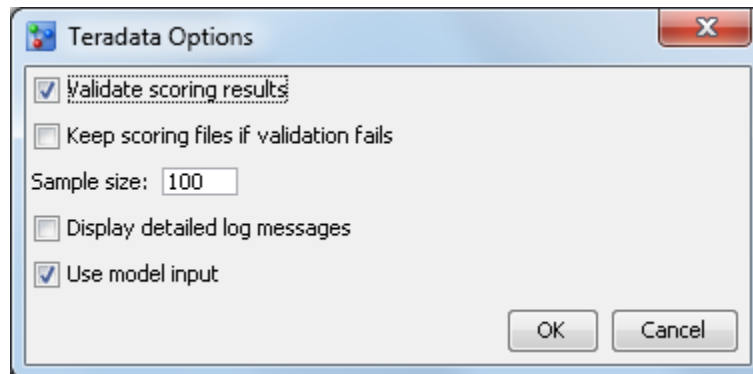 Teradata Options
Validate scoring results
Keep scoring files if validation fails
Sample size: 100
Display detailed log messages
Use model input
OK Cancel